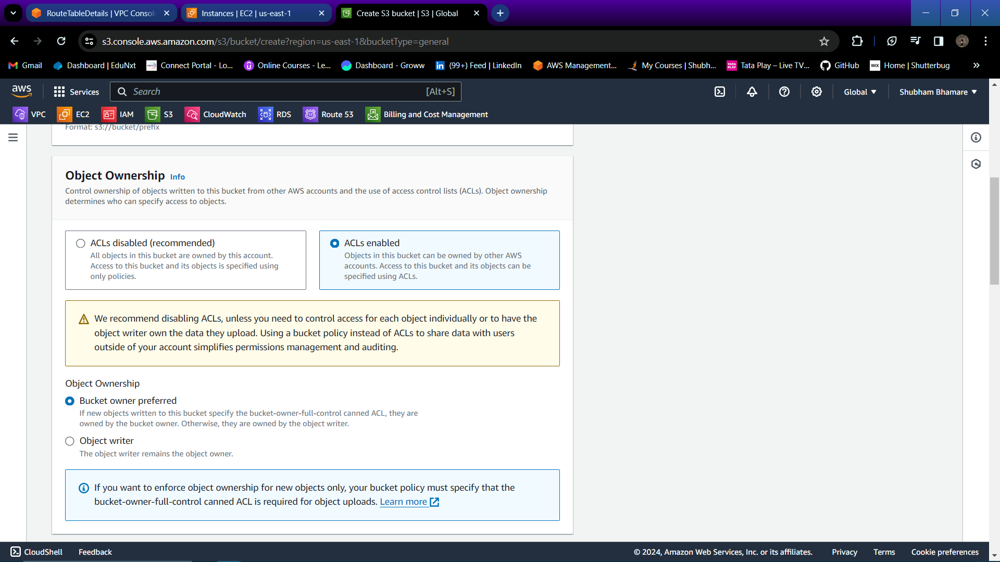 RouteTableDetails | VPC Consol
Instances | EC2 | us-east-1
Create S3 bucket | S3 | Global
s3.console.aws.amazon.com/s3/bucket/create?region=us-east-1&bucketType=general
Gmail
Dashboard | EduNxt
Connect Portal - Lo...
Online Courses - Le...
Dashboard - Groww
(99+) Feed | LinkedIn
AWS Management...
My Courses | Shubh...
Tata Play – Live TV...
GitHub
Home | Shutterbug
aws
Services
Search
[Alt+S]
Global
Shubham Bhamare
VPC
EC2
IAM
S3
CloudWatch
RDS
Route 53
Billing and Cost Management
Format: s3://bucket/prefix
Object Ownership Info
Control ownership of objects written to this bucket from other AWS accounts and the use of access control lists (ACLs). Object ownership
determines who can specify access to objects.
ACLs disabled (recommended)
All objects in this bucket are owned by this account.
Access to this bucket and its objects is specified using
only policies.
ACLs enabled
Objects in this bucket can be owned by other AWS
accounts. Access to this bucket and its objects can be
specified using ACLs.
We recommend disabling ACLs, unless you need to control access for each object individually or to have the
object writer own the data they upload. Using a bucket policy instead of ACLs to share data with users
outside of your account simplifies permissions management and auditing.
Object Ownership
Bucket owner preferred
If new objects written to this bucket specify the bucket-owner-full-control canned ACL, they are
owned by the bucket owner. Otherwise, they are owned by the object writer.
Object writer
The object writer remains the object owner.
If you want to enforce object ownership for new objects only, your bucket policy must specify that the
bucket-owner-full-control canned ACL is required for object uploads. Learn more
CloudShell
Feedback
© 2024, Amazon Web Services, Inc. or its affiliates.
Privacy
Terms
Cookie preferences